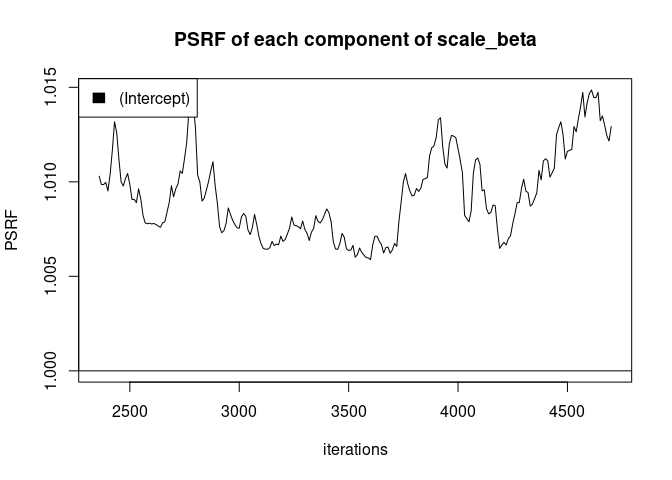 PSRF of each component of scale_beta
(Intercept)
1.015
1.010
1.005
1.000
PSRF
2500 3000 3500 4000 4500
iterations